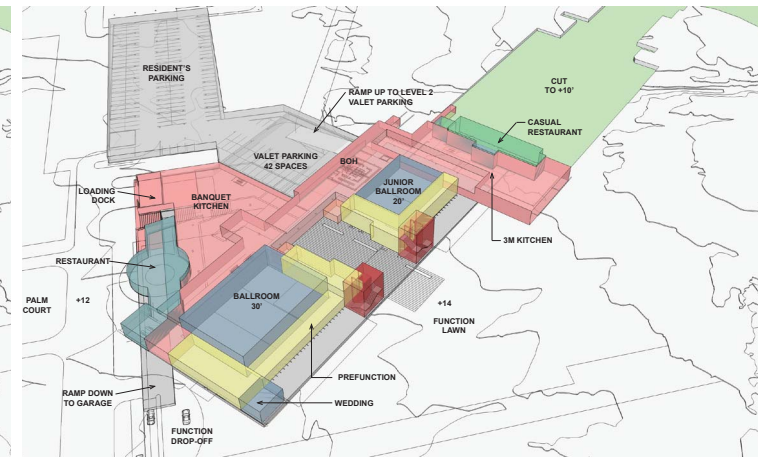 RESIDENT'S
PARKING
CUT
TO +10'
RAMP UP TO LEVEL 2
VALET PARKING
CASUAL
RESTAURANT
VALET PARKING
42 SPACES
BOH
JUNIOR
BALLROOM
20'
LOADING
DOCK
BANQUET
KITCHEN
3M KITCHEN
RESTAURANT
PALM
COURT
+12
BALLROOM
30'
+14
FUNCTION
LAWN
PREFUNCTION
RAMP DOWN
TO GARAGE
WEDDING
FUNCTION
DROP-OFF